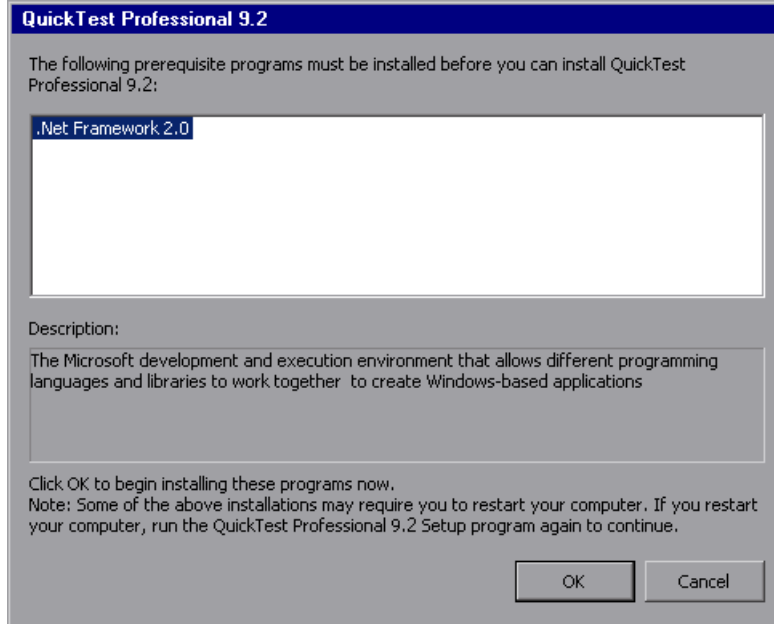 QuickTest Professional 9.2
The following prerequisite programs must be installed before you can install QuickTest
Professional 9.2:
.Net Framework 2.0
Description:
The Microsoft development and execution environment that allows different programming
languages and libraries to work together  to create Windows-based applications
Click OK to begin installing these programs now.
Note: Some of the above installations may require you to restart your computer. If you restart
your computer, run the QuickTest Professional 9.2 Setup program again to continue.
OK Cancel